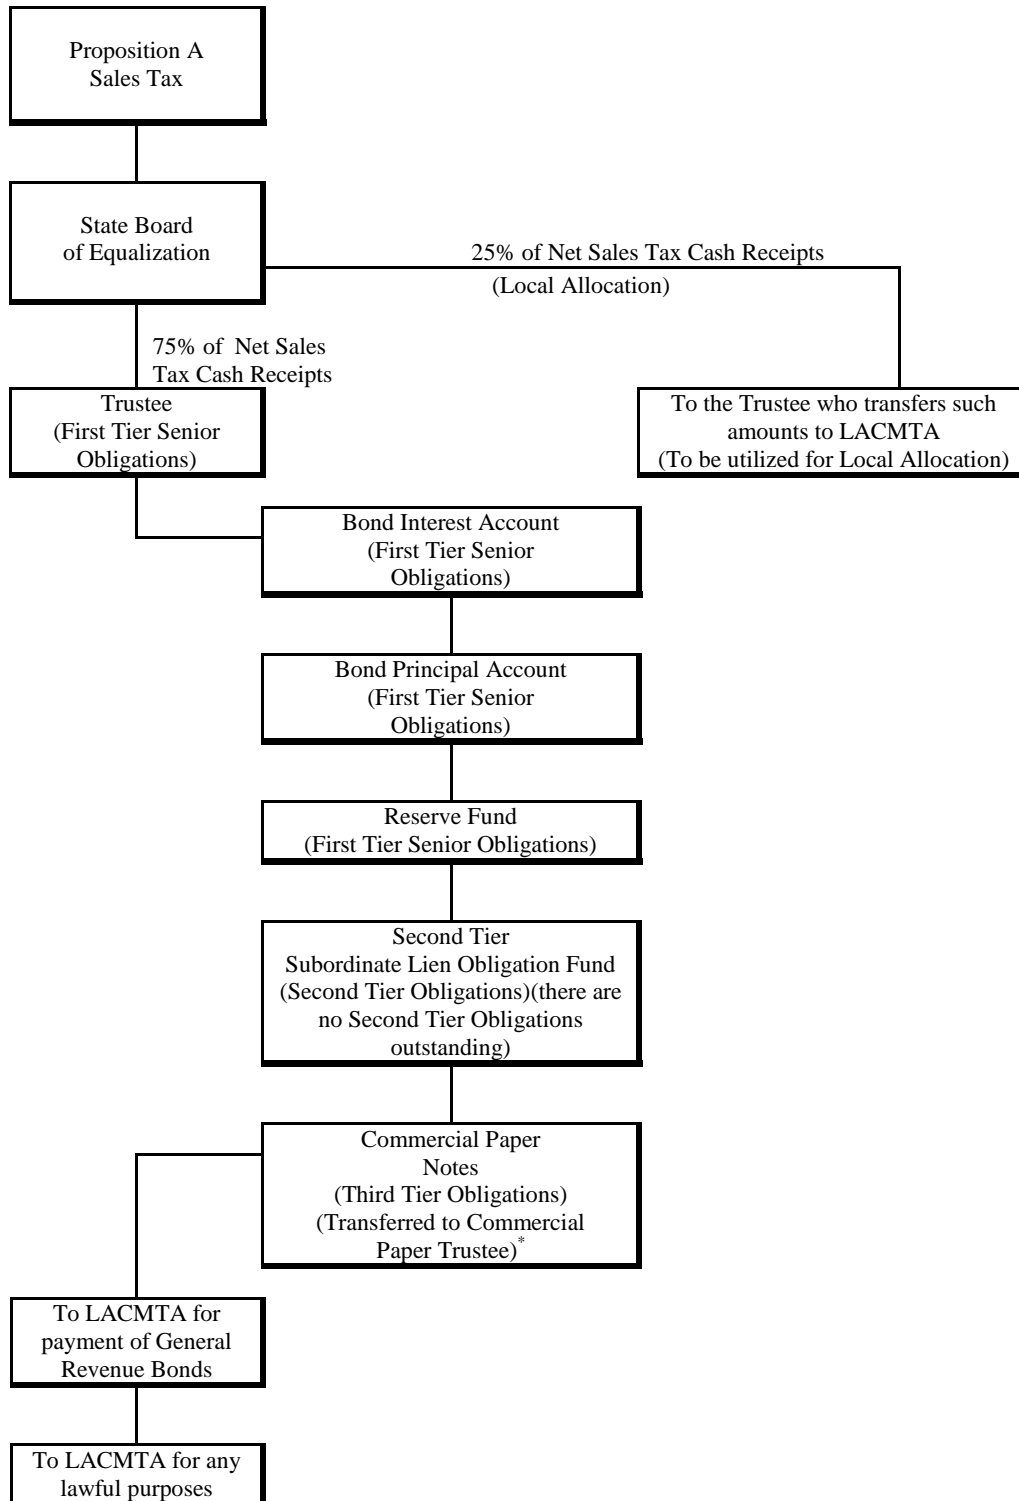 Proposition A
Sales Tax
State Board
of Equalization
25% of Net Sales Tax Cash Receipts
(Local Allocation)
75% of Net Sales
Tax Cash Receipts
Trustee
(First Tier Senior
Obligations)
To the Trustee who transfers such
amounts to LACMTA
(To be utilized for Local Allocation)
Bond Interest Account
(First Tier Senior
Obligations)
Bond Principal Account
(First Tier Senior
Obligations)
Reserve Fund
(First Tier Senior Obligations)
Second Tier
Subordinate Lien Obligation Fund
(Second Tier Obligations)(there are
no Second Tier Obligations
outstanding)
Commercial Paper
Notes
(Third Tier Obligations)
(Transferred to Commercial
Paper Trustee)*
To LACMTA for
payment of General
Revenue Bonds
To LACMTA for any
lawful purposes